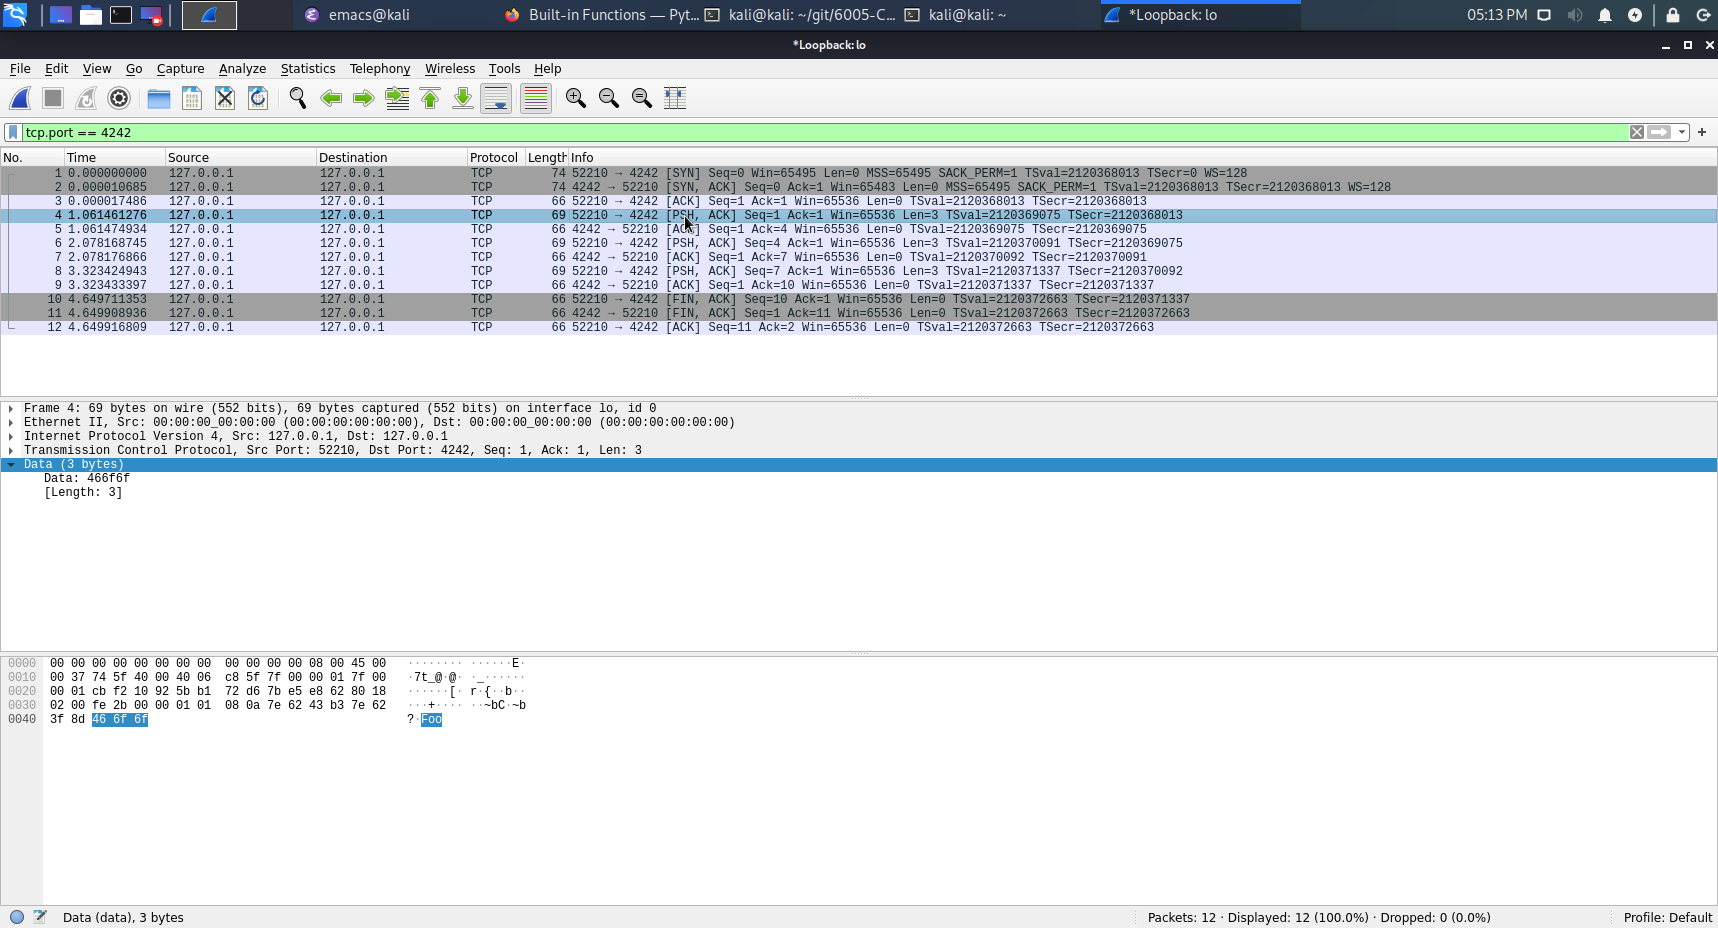 emacs@kali Built-in Functions — Pyt... kali@kali: ~/git/6005-C... kali@kali: ~ *Loopback: lo 05:13 PM
*Loopback: lo
File Edit View Go Capture Analyze Statistics Telephony Wireless Tools Help
tcp.port == 4242
No. Time Source Destination Protocol Length Info
1 0.000000000 127.0.0.1 127.0.0.1 TCP 74 52210 → 4242 [SYN] Seq=0 Win=65495 Len=0 MSS=65495 SACK_PERM=1 TSval=2120368013 TSecr=0 WS=128
2 0.000010685 127.0.0.1 127.0.0.1 TCP 74 4242 → 52210 [SYN, ACK] Seq=0 Ack=1 Win=65483 Len=0 MSS=65495 SACK_PERM=1 TSval=2120368013 TSecr=2120368013 WS=128
3 0.000017486 127.0.0.1 127.0.0.1 TCP 66 52210 → 4242 [ACK] Seq=1 Ack=1 Win=65536 Len=0 TSval=2120368013 TSecr=2120368013
4 1.061461276 127.0.0.1 127.0.0.1 TCP 69 52210 → 4242 [PSH, ACK] Seq=1 Ack=1 Win=65536 Len=3 TSval=2120369075 TSecr=2120368013
5 1.061474934 127.0.0.1 127.0.0.1 TCP 66 4242 → 52210 [ACK] Seq=1 Ack=4 Win=65536 Len=0 TSval=2120369075 TSecr=2120369075
6 2.078168745 127.0.0.1 127.0.0.1 TCP 69 52210 → 4242 [PSH, ACK] Seq=4 Ack=1 Win=65536 Len=3 TSval=2120370091 TSecr=2120369075
7 2.078176866 127.0.0.1 127.0.0.1 TCP 66 4242 → 52210 [ACK] Seq=1 Ack=7 Win=65536 Len=0 TSval=2120370092 TSecr=2120370091
8 3.323424943 127.0.0.1 127.0.0.1 TCP 69 52210 → 4242 [PSH, ACK] Seq=7 Ack=1 Win=65536 Len=3 TSval=2120371337 TSecr=2120370092
9 3.323433397 127.0.0.1 127.0.0.1 TCP 66 4242 → 52210 [ACK] Seq=1 Ack=10 Win=65536 Len=0 TSval=2120371337 TSecr=2120371337
10 4.649711353 127.0.0.1 127.0.0.1 TCP 66 52210 → 4242 [FIN, ACK] Seq=10 Ack=1 Win=65536 Len=0 TSval=2120372663 TSecr=2120371337
11 4.649908936 127.0.0.1 127.0.0.1 TCP 66 4242 → 52210 [FIN, ACK] Seq=1 Ack=11 Win=65536 Len=0 TSval=2120372663 TSecr=2120372663
12 4.649916809 127.0.0.1 127.0.0.1 TCP 66 52210 → 4242 [ACK] Seq=11 Ack=2 Win=65536 Len=0 TSval=2120372663 TSecr=2120372663
Frame 4: 69 bytes on wire (552 bits), 69 bytes captured (552 bits) on interface lo, id 0
Ethernet II, Src: 00:00:00_00:00:00 (00:00:00:00:00:00), Dst: 00:00:00_00:00:00 (00:00:00:00:00:00)
Internet Protocol Version 4, Src: 127.0.0.1, Dst: 127.0.0.1
Transmission Control Protocol, Src Port: 52210, Dst Port: 4242, Seq: 1, Ack: 1, Len: 3
Data (3 bytes)
Data: 466f6f
[Length: 3]
0000 00 00 00 00 00 00 00 00 00 00 00 00 08 00 45 00 ········ ······E·
0010 00 37 74 5f 40 00 40 06 c8 5f 7f 00 00 01 7f 00 ·7t_@·@· ·_······
0020 00 01 cb f2 10 92 5b b1 72 d6 7b e5 e8 62 80 18 ······[· r·{··b··
0030 02 00 fe 2b 00 00 01 01 08 0a 7e 62 43 b3 7e 62 ···+···· ··~bC·~b
0040 3f 8d 46 6f 6f ?·Foo
Data (data), 3 bytes Packets: 12 · Displayed: 12 (100.0%) · Dropped: 0 (0.0%) Profile: Default